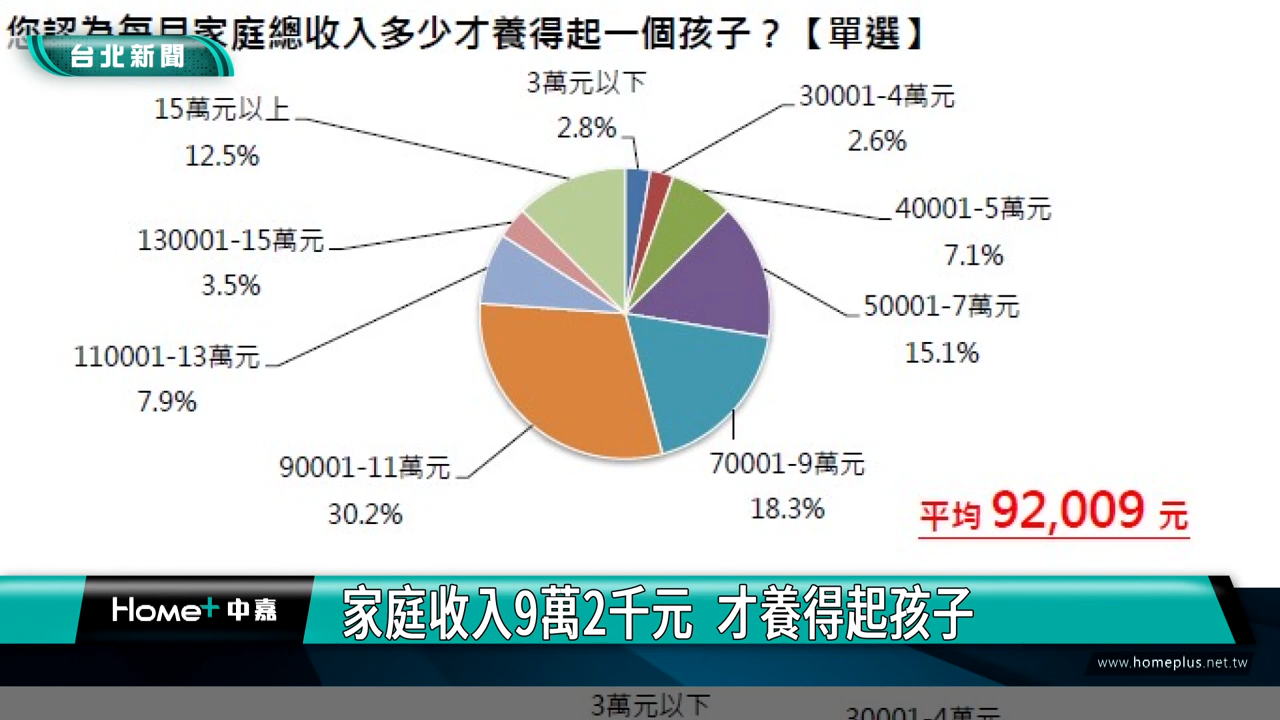 您認為每月家庭總收入多少才養得起一個孩子？【單選】
台北新聞
3萬元以下
2.8%
30001-4萬元
2.6%
40001-5萬元
7.1%
50001-7萬元
15.1%
70001-9萬元
18.3%
90001-11萬元
30.2%
110001-13萬元
7.9%
130001-15萬元
3.5%
15萬元以上
12.5%
平均 92,009 元
Home+中嘉
家庭收入9萬2千元 才養得起孩子
www.homeplus.net.tw
3萬元以下
30001-4萬元